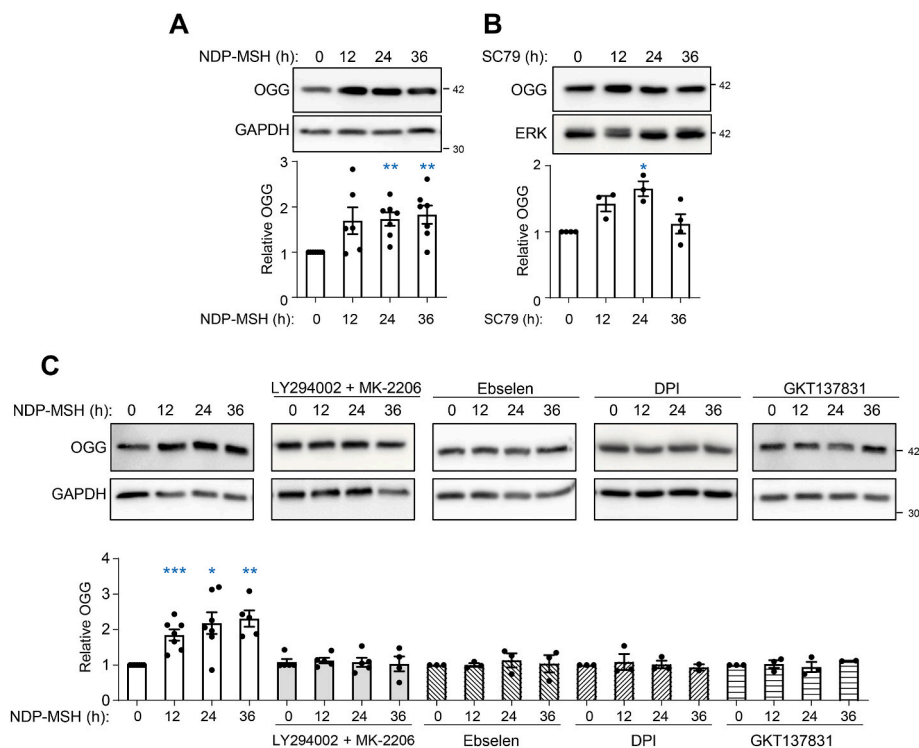 A
NDP-MSH (h): 0 12 24 36
OGG
42
GAPDH
30
3
** **
2
1
0
Relative OGG
0 12 24 36
NDP-MSH (h):
B
SC79 (h): 0 12 24 36
OGG
42
ERK
42
2
*
1
0
Relative OGG
0 12 24 36
SC79 (h):
C
LY294002 + MK-2206 Ebselen DPI GKT137831
NDP-MSH (h): 0 12 24 36 0 12 24 36 0 12 24 36 0 12 24 36 0 12 24 36
OGG
42
GAPDH
30
4
*** * **
3
2
1
0
Relative OGG
NDP-MSH (h): 0 12 24 36 0 12 24 36 0 12 24 36 0 12 24 36 0 12 24 36
LY294002 + MK-2206 Ebselen DPI GKT137831